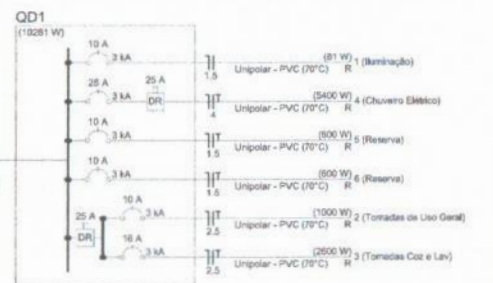 QD1
(10281 W)
10 A
3 kA
1.5
Unipolar - PVC (70°C)
(81 W)
R
1 (Iluminação)
25 A
3 kA
25 A
DR
T
4
Unipolar - PVC (70°C)
(5400 W)
R
4 (Chuveiro Elétrico)
10 A
3 kA
T
1.5
Unipolar - PVC (70°C)
(600 W)
R
5 (Reserva)
10 A
3 kA
T
1.5
Unipolar - PVC (70°C)
(600 W)
R
6 (Reserva)
25 A
DR
10 A
3 kA
T
2.5
Unipolar - PVC (70°C)
(1000 W)
R
2 (Tomadas de Uso Geral)
16 A
3 kA
T
2.5
Unipolar - PVC (70°C)
(2600 W)
R
3 (Tomadas Coz e Lav)